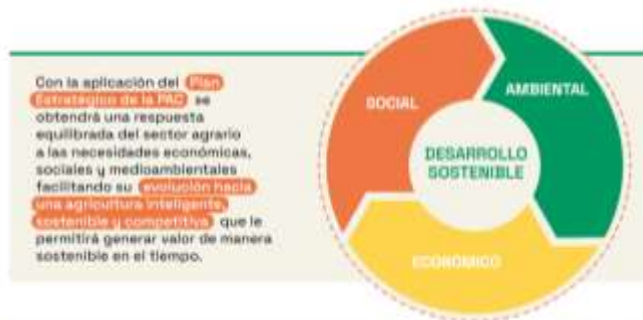 Con la aplicación del Plan
Estratégico de la PAC se
obtendrá una respuesta
equilibrada del sector agrario
a las necesidades económicas,
sociales y medioambientales
facilitando su evolución hacia
una agricultura inteligente,
sostenible y competitiva que le
permitirá generar valor de manera
sostenible en el tiempo.
SOCIAL
AMBIENTAL
DESARROLLO
SOSTENIBLE
ECONÓMICO